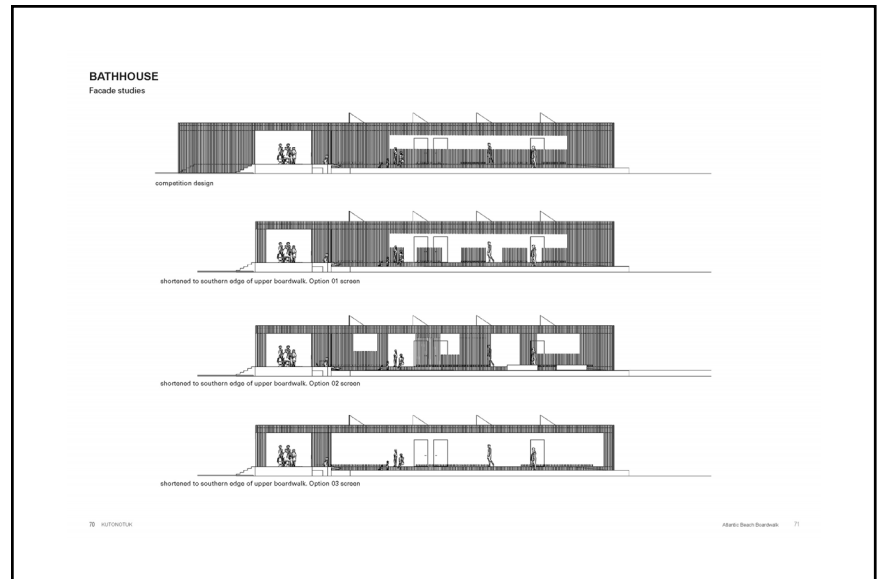 BATHHOUSE
Facade studies
competition design
shortened to southern edge of upper boardwalk. Option 01 screen
shortened to southern edge of upper boardwalk. Option 02 screen
shortened to southern edge of upper boardwalk. Option 03 screen
70 KUTONOTUK
Atlantic Beach Boardwalk 71